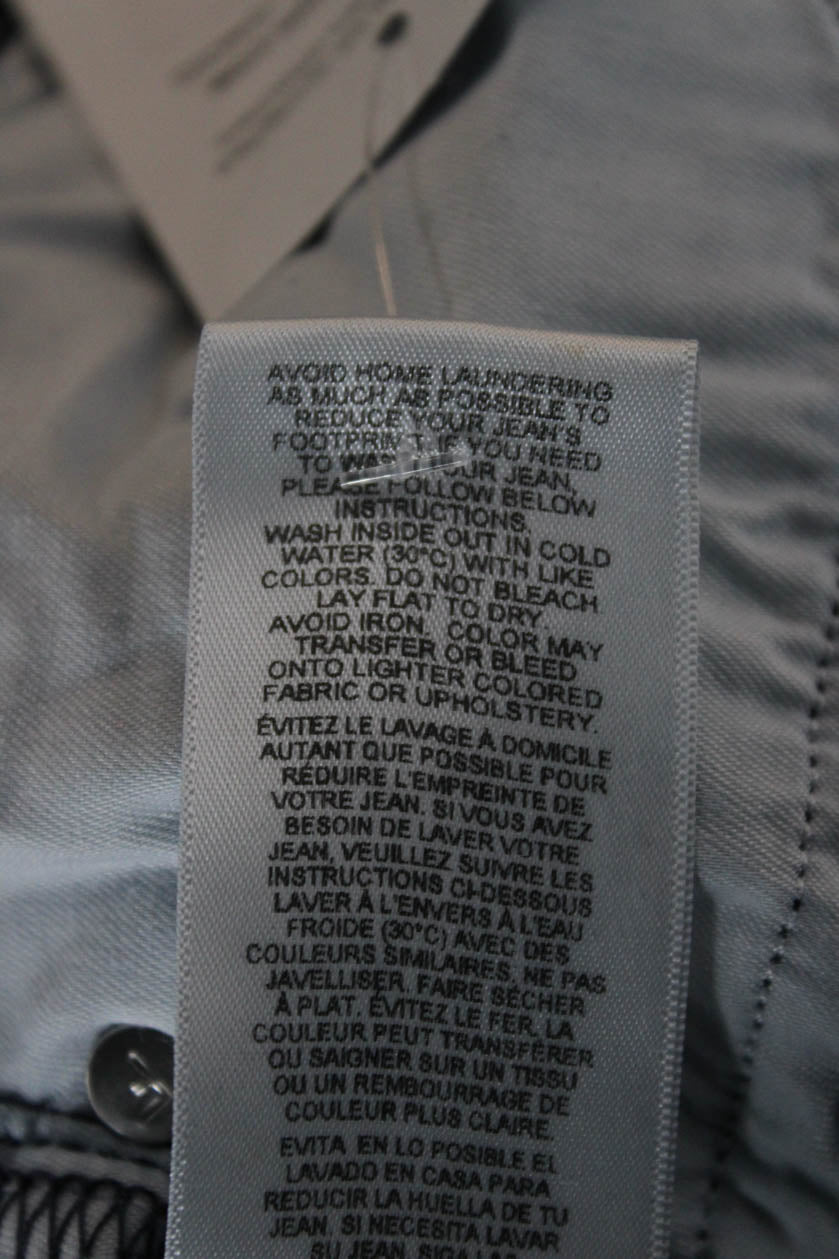 AVOID HOME LAUNDERING
AS MUCH AS POSSIBLE TO
REDUCE YOUR JEAN'S
FOOTPRINT. IF YOU NEED
TO WASH YOUR JEAN,
PLEASE FOLLOW BELOW
INSTRUCTIONS.
WASH INSIDE OUT IN COLD
WATER (30°C) WITH LIKE
COLORS. DO NOT BLEACH.
LAY FLAT TO DRY.
AVOID IRON. COLOR MAY
TRANSFER OR BLEED
ONTO LIGHTER COLORED
FABRIC OR UPHOLSTERY.
ÉVITEZ LE LAVAGE À DOMICILE
AUTANT QUE POSSIBLE POUR
RÉDUIRE L'EMPREINTE DE
VOTRE JEAN. SI VOUS AVEZ
BESOIN DE LAVER VOTRE
JEAN, VEUILLEZ SUIVRE LES
INSTRUCTIONS CI-DESSOUS
LAVER À L'ENVERS À L'EAU
FROIDE (30°C) AVEC DES
COULEURS SIMILAIRES, NE PAS
JAVELLISER. FAIRE SÉCHER
À PLAT. ÉVITEZ LE FER. LA
COULEUR PEUT TRANSFÉRER
OU SAIGNER SUR UN TISSU
OU UN REMBOURRAGE DE
COULEUR PLUS CLAIRE.
EVITA EN LO POSIBLE EL
LAVADO EN CASA PARA
REDUCIR LA HUELLA DE TU
JEAN. SI NECESITA LAVAR
SU JEAN, SIGA LAS